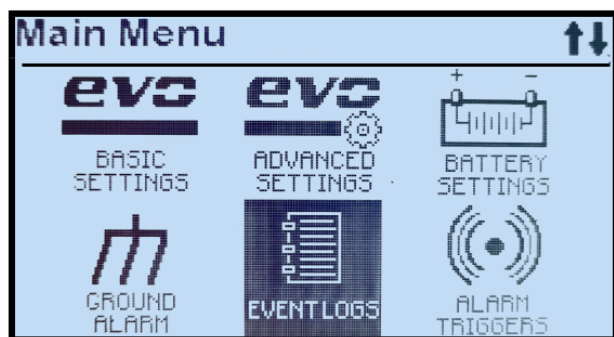 Main Menu
evo
evo
+ -
BASIC
SETTINGS
ADVANCED
SETTINGS
BATTERY
SETTINGS
GROUND
ALARM
EVENT LOGS
ALARM
TRIGGERS